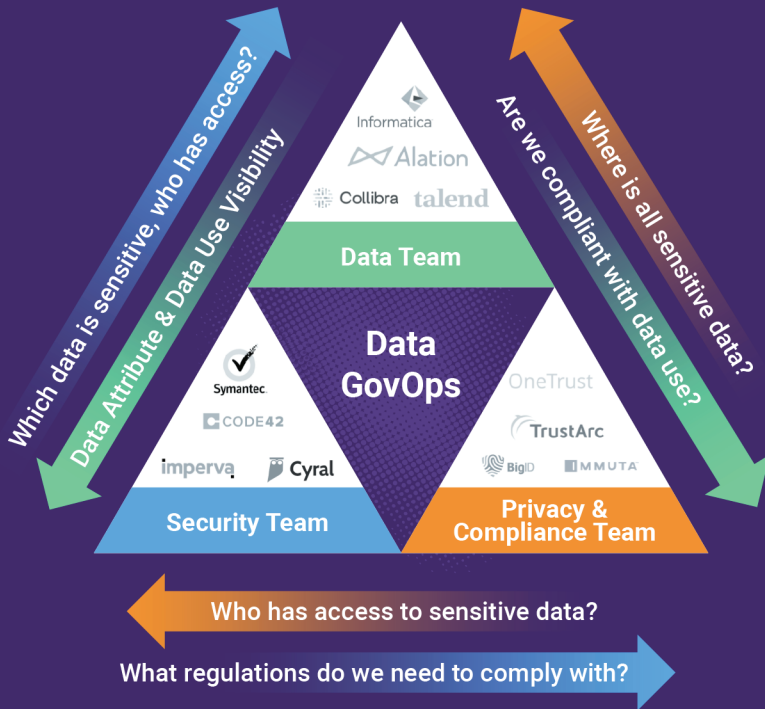 Which data is sensitive, who has access?
Data Attribute & Data Use Visibility
Where is all sensitive data?
Are we compliant with data use?
Informatica
Alation
Collibra
talend
Data Team
Data
GovOps
Symantec.
CODE42
imperva
Cyral
Security Team
OneTrust
TrustArc
BigID
IMMUTA
Privacy &
Compliance Team
Who has access to sensitive data?
What regulations do we need to comply with?